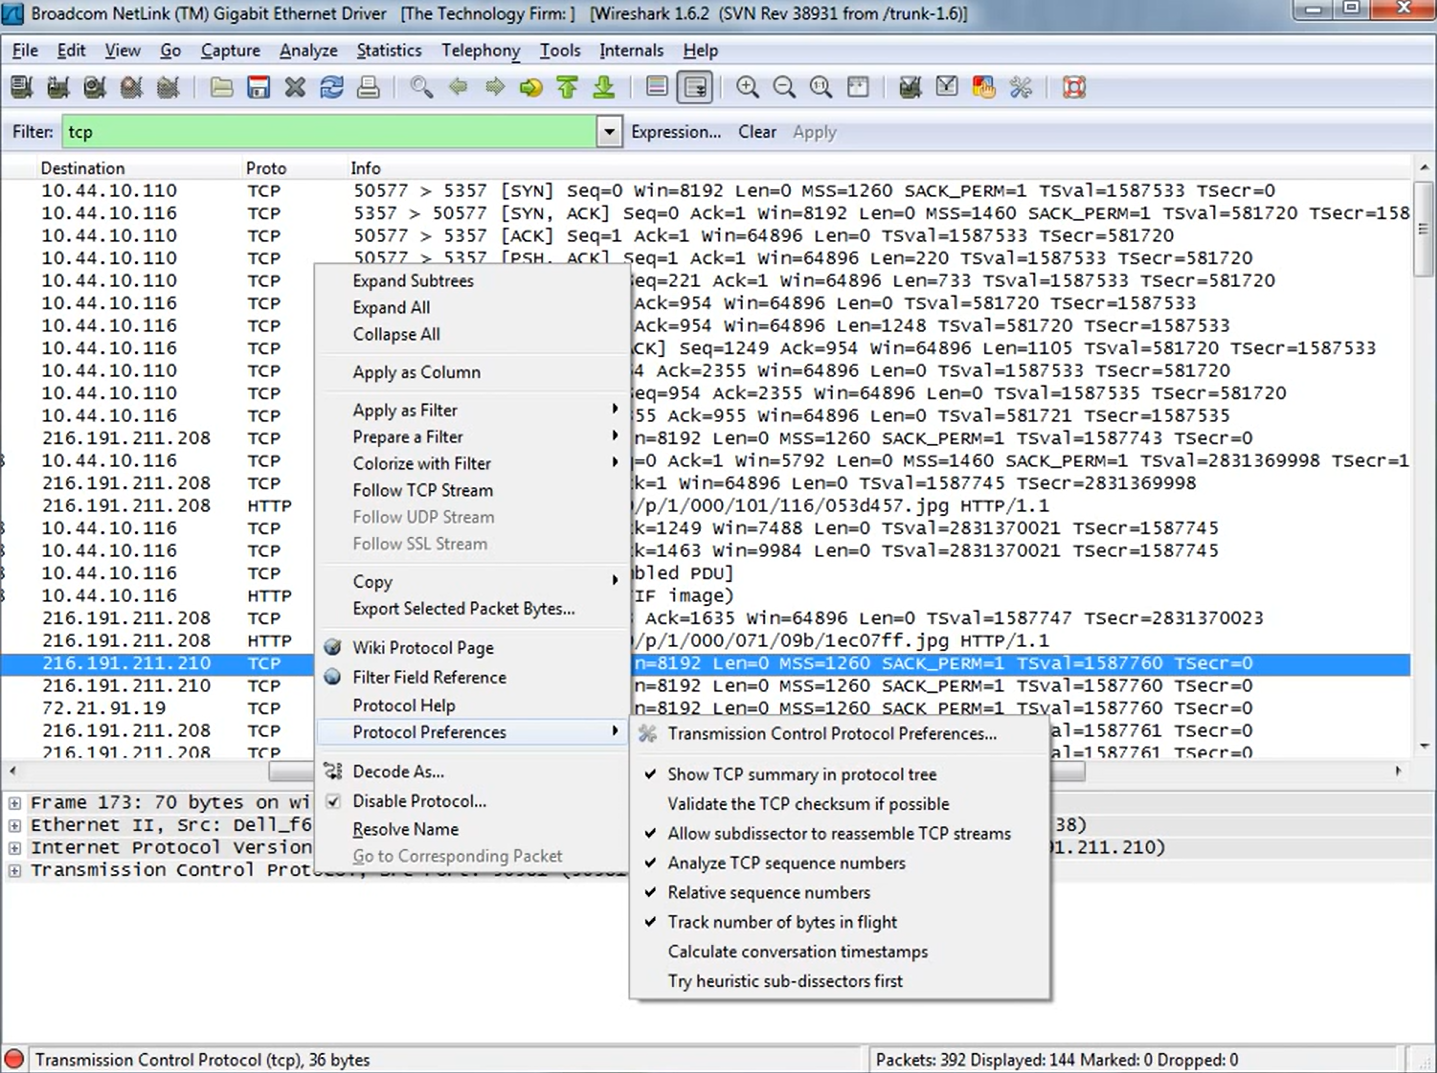 Broadcom NetLink (TM) Gigabit Ethernet Driver [The Technology Firm: ] [Wireshark 1.6.2 (SVN Rev 38931 from /trunk-1.6)]
File Edit View Go Capture Analyze Statistics Telephony Tools Internals Help
Filter: tcp Expression... Clear Apply
Destination Proto Info
10.44.10.110 TCP 50577 > 5357 [SYN] Seq=0 Win=8192 Len=0 MSS=1260 SACK_PERM=1 TSval=1587533 TSecr=0
10.44.10.116 TCP 5357 > 50577 [SYN, ACK] Seq=0 Ack=1 Win=8192 Len=0 MSS=1460 SACK_PERM=1 TSval=581720 TSecr=158
10.44.10.110 TCP 50577 > 5357 [ACK] Seq=1 Ack=1 Win=64896 Len=0 TSval=1587533 TSecr=581720
10.44.10.110 TCP 50577 > 5357 [PSH, ACK] Seq=1 Ack=1 Win=64896 Len=220 TSval=1587533 TSecr=581720
10.44.10.110 TCP eq=221 Ack=1 Win=64896 Len=733 TSval=1587533 TSecr=581720
10.44.10.116 TCP Ack=954 Win=64896 Len=0 TSval=581720 TSecr=1587533
10.44.10.116 TCP Ack=954 Win=64896 Len=1248 TSval=581720 TSecr=1587533
10.44.10.116 TCP CK] Seq=1249 Ack=954 Win=64896 Len=1105 TSval=581720 TSecr=1587533
10.44.10.110 TCP 4 Ack=2355 Win=64896 Len=0 TSval=1587533 TSecr=581720
10.44.10.110 TCP eq=954 Ack=2355 Win=64896 Len=0 TSval=1587535 TSecr=581720
10.44.10.116 TCP 55 Ack=955 Win=64896 Len=0 TSval=581721 TSecr=1587535
216.191.211.208 TCP n=8192 Len=0 MSS=1260 SACK_PERM=1 TSval=1587743 TSecr=0
10.44.10.116 TCP =0 Ack=1 Win=5792 Len=0 MSS=1460 SACK_PERM=1 TSval=2831369998 TSecr=1
216.191.211.208 TCP k=1 Win=64896 Len=0 TSval=1587745 TSecr=2831369998
216.191.211.208 HTTP /p/1/000/101/116/053d457.jpg HTTP/1.1
10.44.10.116 TCP k=1249 Win=7488 Len=0 TSval=2831370021 TSecr=1587745
10.44.10.116 TCP k=1463 Win=9984 Len=0 TSval=2831370021 TSecr=1587745
10.44.10.116 TCP bled PDU]
10.44.10.116 HTTP IF image)
216.191.211.208 TCP Ack=1635 Win=64896 Len=0 TSval=1587747 TSecr=2831370023
216.191.211.208 HTTP /p/1/000/071/09b/1ec07ff.jpg HTTP/1.1
216.191.211.210 TCP n=8192 Len=0 MSS=1260 SACK_PERM=1 TSval=1587760 TSecr=0
216.191.211.210 TCP n=8192 Len=0 MSS=1260 SACK_PERM=1 TSval=1587760 TSecr=0
72.21.91.19 TCP n=8192 Len=0 MSS=1260 SACK_PERM=1 TSval=1587760 TSecr=0
216.191.211.208 TCP 1587761 TSecr=0
216.191.211.208 TCP 1587761 TSecr=0
Expand Subtrees
Expand All
Collapse All
Apply as Column
Apply as Filter
Prepare a Filter
Colorize with Filter
Follow TCP Stream
Follow UDP Stream
Follow SSL Stream
Copy
Export Selected Packet Bytes...
Wiki Protocol Page
Filter Field Reference
Protocol Help
Protocol Preferences
Decode As...
Disable Protocol...
Resolve Name
Go to Corresponding Packet
Transmission Control Protocol Preferences...
Show TCP summary in protocol tree
Validate the TCP checksum if possible
Allow subdissector to reassemble TCP streams
Analyze TCP sequence numbers
Relative sequence numbers
Track number of bytes in flight
Calculate conversation timestamps
Try heuristic sub-dissectors first
Frame 173: 70 bytes on wi
Ethernet II, Src: Dell_f6 38)
Internet Protocol Version 1.211.210)
Transmission Control Protocol, Src Port:
Transmission Control Protocol (tcp), 36 bytes Packets: 392 Displayed: 144 Marked: 0 Dropped: 0